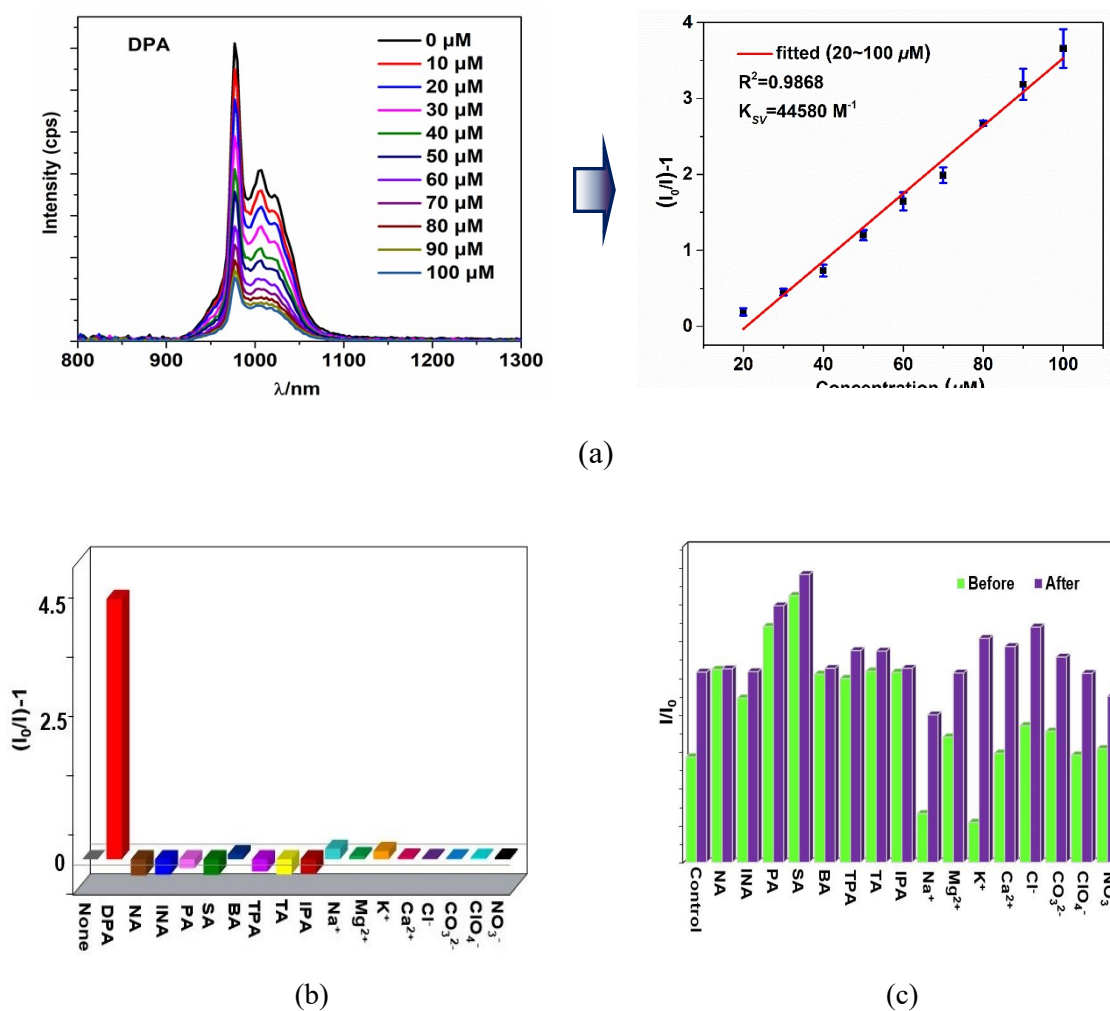 DPA
0 μM
10 μM
20 μM
30 μM
40 μM
50 μM
60 μM
70 μM
80 μM
90 μM
100 μM
Intensity (cps)
800 900 1000 1100 1200 1300
λ/nm
fitted (20~100 μM)
R²=0.9868
K_SV=44580 M⁻¹
(I₀/I)-1
4
3
2
1
0
20 40 60 80 100
Concentration (μM)
(a)
(I₀/I)-1
4.5
2.5
0
None
DPA
NA
INA
PA
SA
BA
TPA
TA
IPA
Na⁺
Mg²⁺
K⁺
Ca²⁺
Cl⁻
CO₃²⁻
ClO₄⁻
NO₃⁻
(b)
Before After
I/I₀
Control
NA
INA
PA
SA
BA
TPA
TA
IPA
Na⁺
Mg²⁺
K⁺
Ca²⁺
Cl⁻
CO₃²⁻
ClO₄⁻
NO₃
(c)